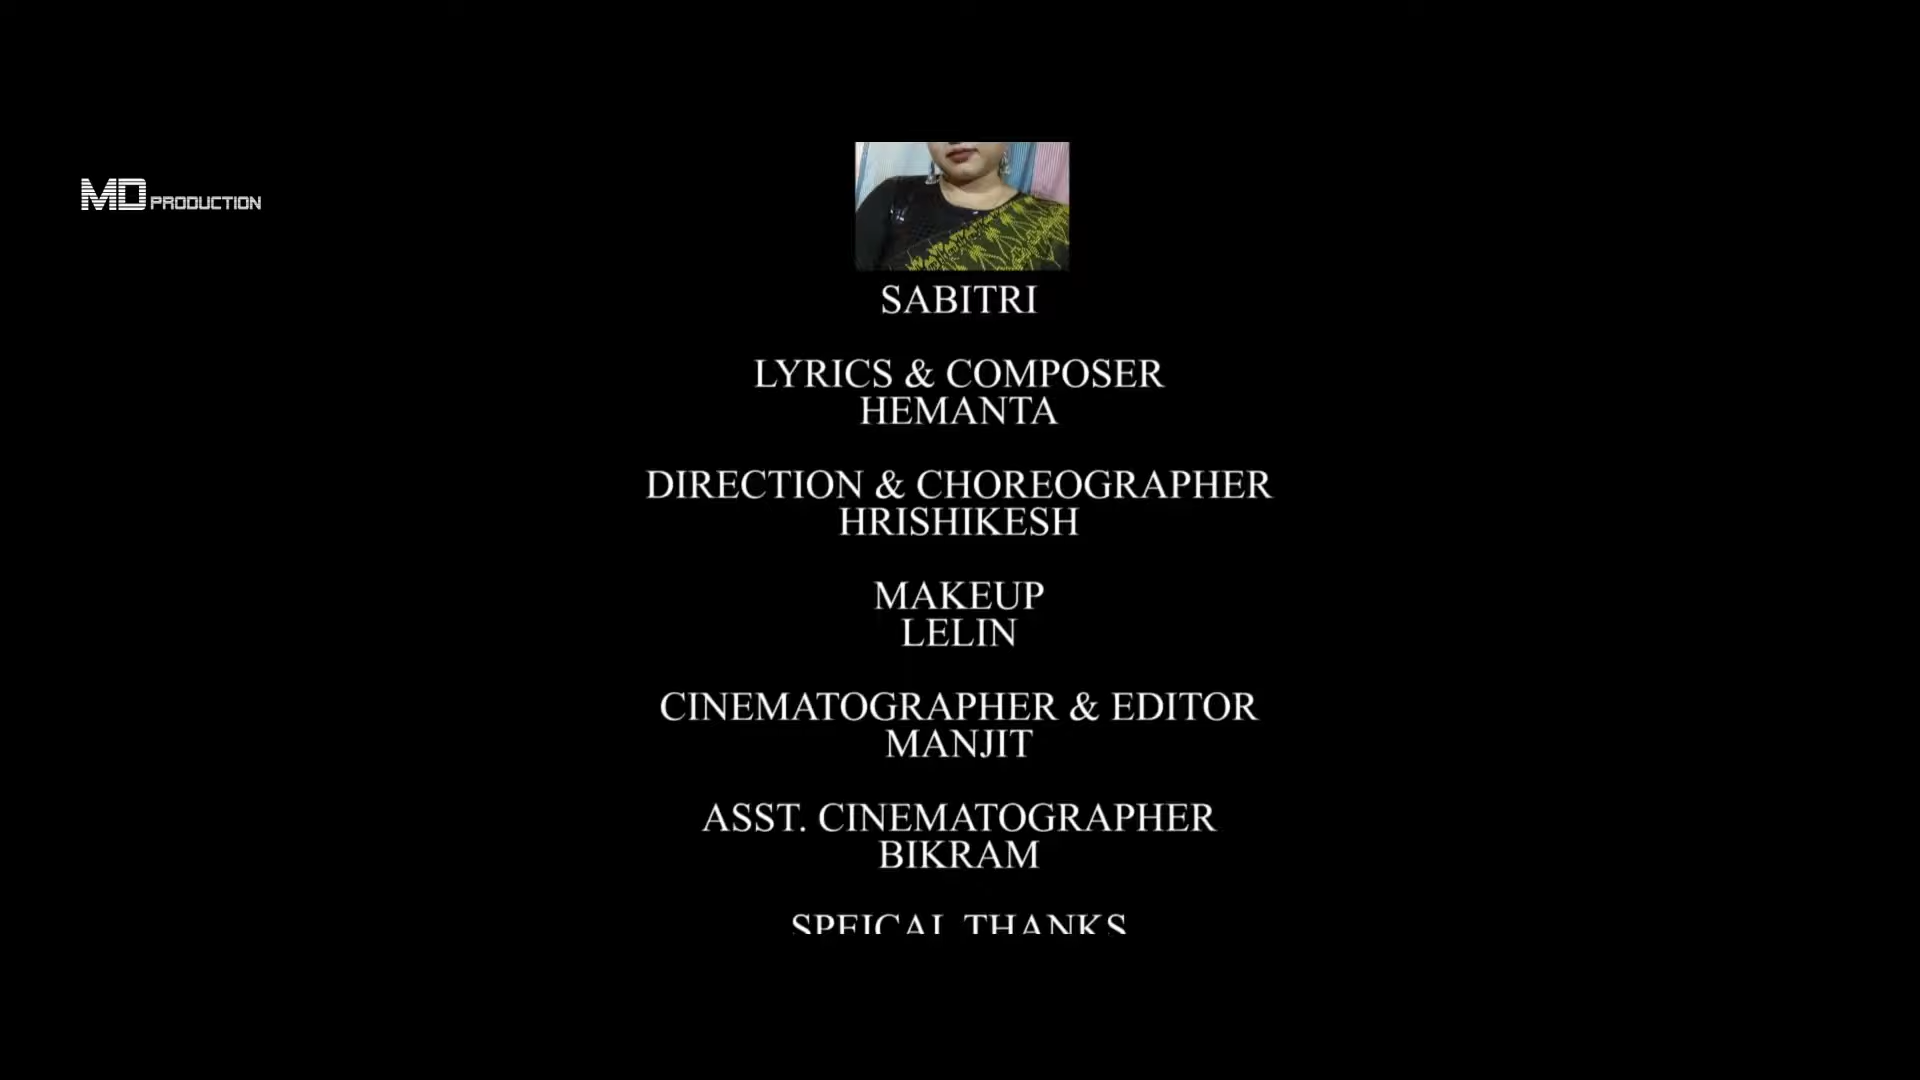 MD PRODUCTION
SABITRI
LYRICS & COMPOSER
HEMANTA
DIRECTION & CHOREOGRAPHER
HRISHIKESH
MAKEUP
LELIN
CINEMATOGRAPHER & EDITOR
MANJIT
ASST. CINEMATOGRAPHER
BIKRAM
SPEICAL THANKS